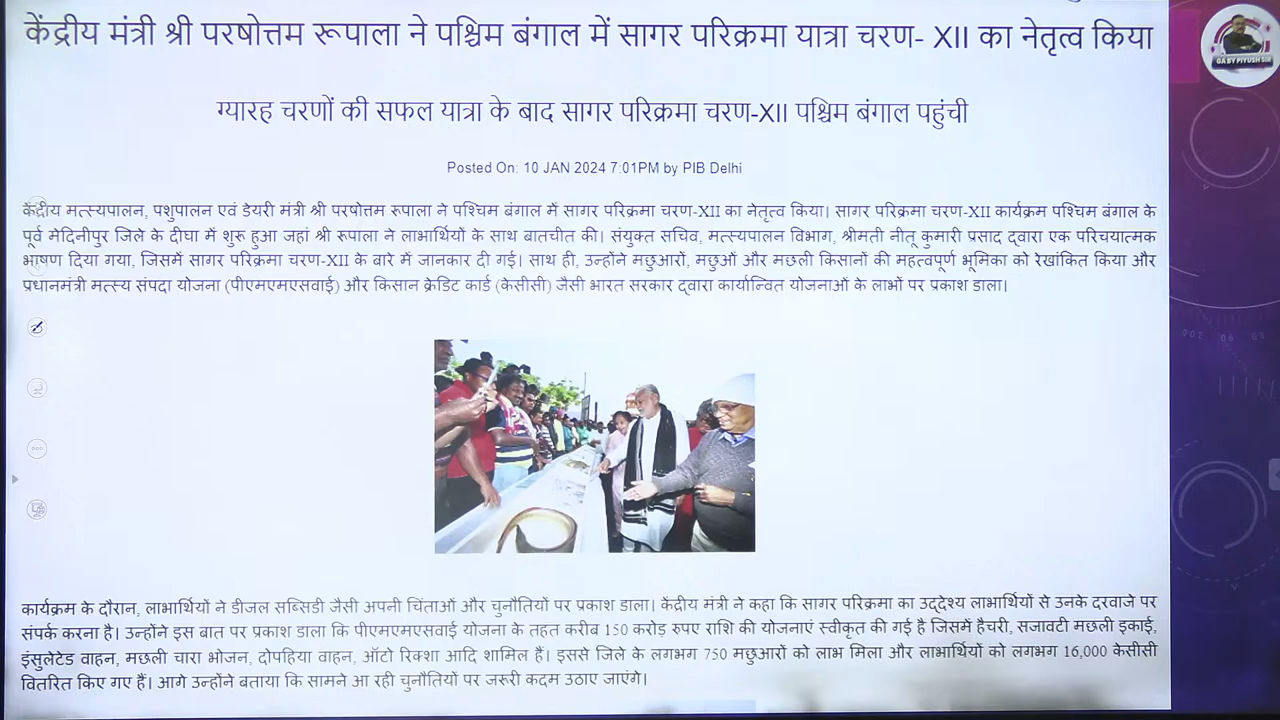 केंद्रीय मंत्री श्री परषोत्तम रूपाला ने पश्चिम बंगाल में सागर परिक्रमा यात्रा चरण- XII का नेतृत्व किया
ग्यारह चरणों की सफल यात्रा के बाद सागर परिक्रमा चरण-XII पश्चिम बंगाल पहुंची
Posted On: 10 JAN 2024 7:01PM by PIB Delhi
केंद्रीय मत्स्यपालन, पशुपालन एवं डेयरी मंत्री श्री परषोत्तम रूपाला ने पश्चिम बंगाल में सागर परिक्रमा चरण-XII का नेतृत्व किया। सागर परिक्रमा चरण-XII कार्यक्रम पश्चिम बंगाल के
पूर्व मेदिनीपुर जिले के दीघा में शुरू हुआ जहां श्री रूपाला ने लाभार्थियों के साथ बातचीत की। संयुक्त सचिव, मत्स्यपालन विभाग, श्रीमती नीतू कुमारी प्रसाद द्वारा एक परिचयात्मक
भाषण दिया गया, जिसमें सागर परिक्रमा चरण-XII के बारे में जानकार दी गई। साथ ही, उन्होंने मछुआरों, मछुओं और मछली किसानों की महत्वपूर्ण भूमिका को रेखांकित किया और
प्रधानमंत्री मत्स्य संपदा योजना (पीएमएमएसवाई) और किसान क्रेडिट कार्ड (केसीसी) जैसी भारत सरकार द्वारा कार्यान्वित योजनाओं के लाभों पर प्रकाश डाला।
कार्यक्रम के दौरान, लाभार्थियों ने डीजल सब्सिडी जैसी अपनी चिंताओं और चुनौतियों पर प्रकाश डाला। केंद्रीय मंत्री ने कहा कि सागर परिक्रमा का उद्देश्य लाभार्थियों से उनके दरवाजे पर
संपर्क करना है। उन्होंने इस बात पर प्रकाश डाला कि पीएमएमएसवाई योजना के तहत करीब 150 करोड़ रुपए राशि की योजनाएं स्वीकृत की गई है जिसमें हैचरी, सजावटी मछली इकाई,
इंसुलेटेड वाहन, मछली चारा भोजन, दोपहिया वाहन, ऑटो रिक्शा आदि शामिल हैं। इससे जिले के लगभग 750 मछुआरों को लाभ मिला और लाभार्थियों को लगभग 16,000 केसीसी
वितरित किए गए हैं। आगे उन्होंने बताया कि सामने आ रही चुनौतियों पर जरूरी कदम उठाए जाएंगे।
GA BY PIYUSH SIR